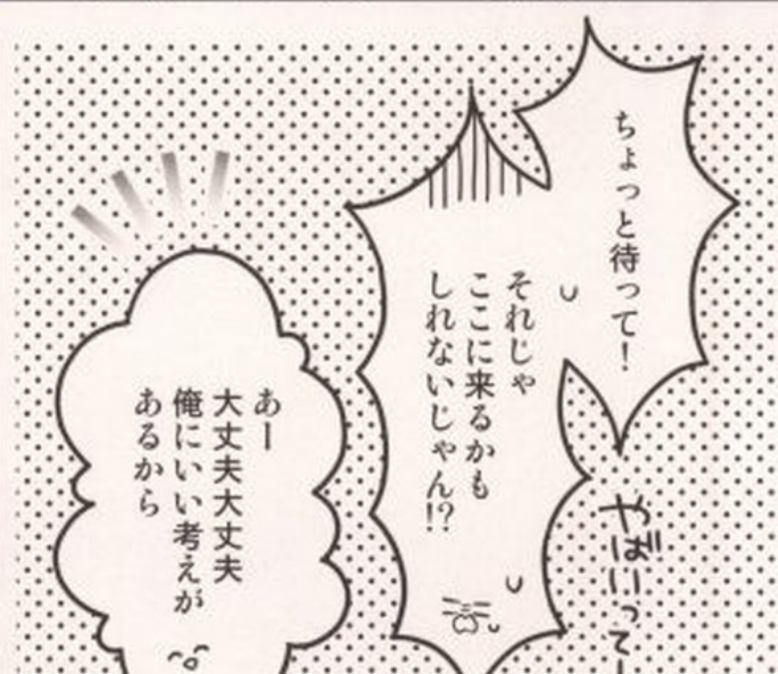 ちょっと待って!
それじゃ
ここに来るかも
しれないじゃん!?
やばいってー
あー
大丈夫大丈夫
俺にいい考えが
あるから